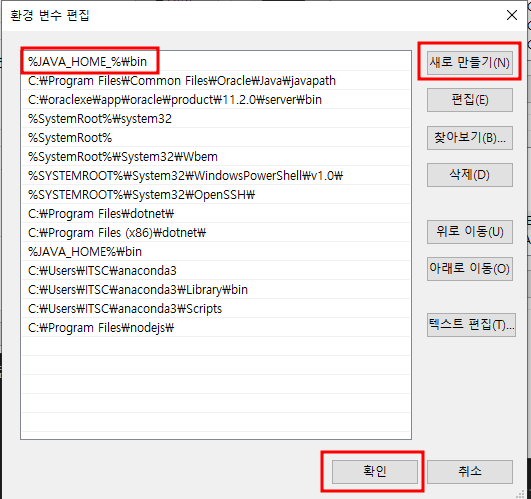 환경 변수 편집
%JAVA_HOME_%₩bin
C:₩Program Files₩Common Files₩Oracle₩Java₩javapath
C:₩oraclexe₩app₩oracle₩product₩11.2.0₩server₩bin
%SystemRoot%₩system32
%SystemRoot%
%SystemRoot%₩System32₩Wbem
%SYSTEMROOT%₩System32₩WindowsPowerShell₩v1.0₩
%SYSTEMROOT%₩System32₩OpenSSH₩
C:₩Program Files₩dotnet₩
C:₩Program Files (x86)₩dotnet₩
%JAVA_HOME%₩bin
C:₩Users₩ITSC₩anaconda3
C:₩Users₩ITSC₩anaconda3₩Library₩bin
C:₩Users₩ITSC₩anaconda3₩Scripts
C:₩Program Files₩nodejs₩
새로 만들기(N)
편집(E)
찾아보기(B)...
삭제(D)
위로 이동(U)
아래로 이동(O)
텍스트 편집(T)...
확인
취소